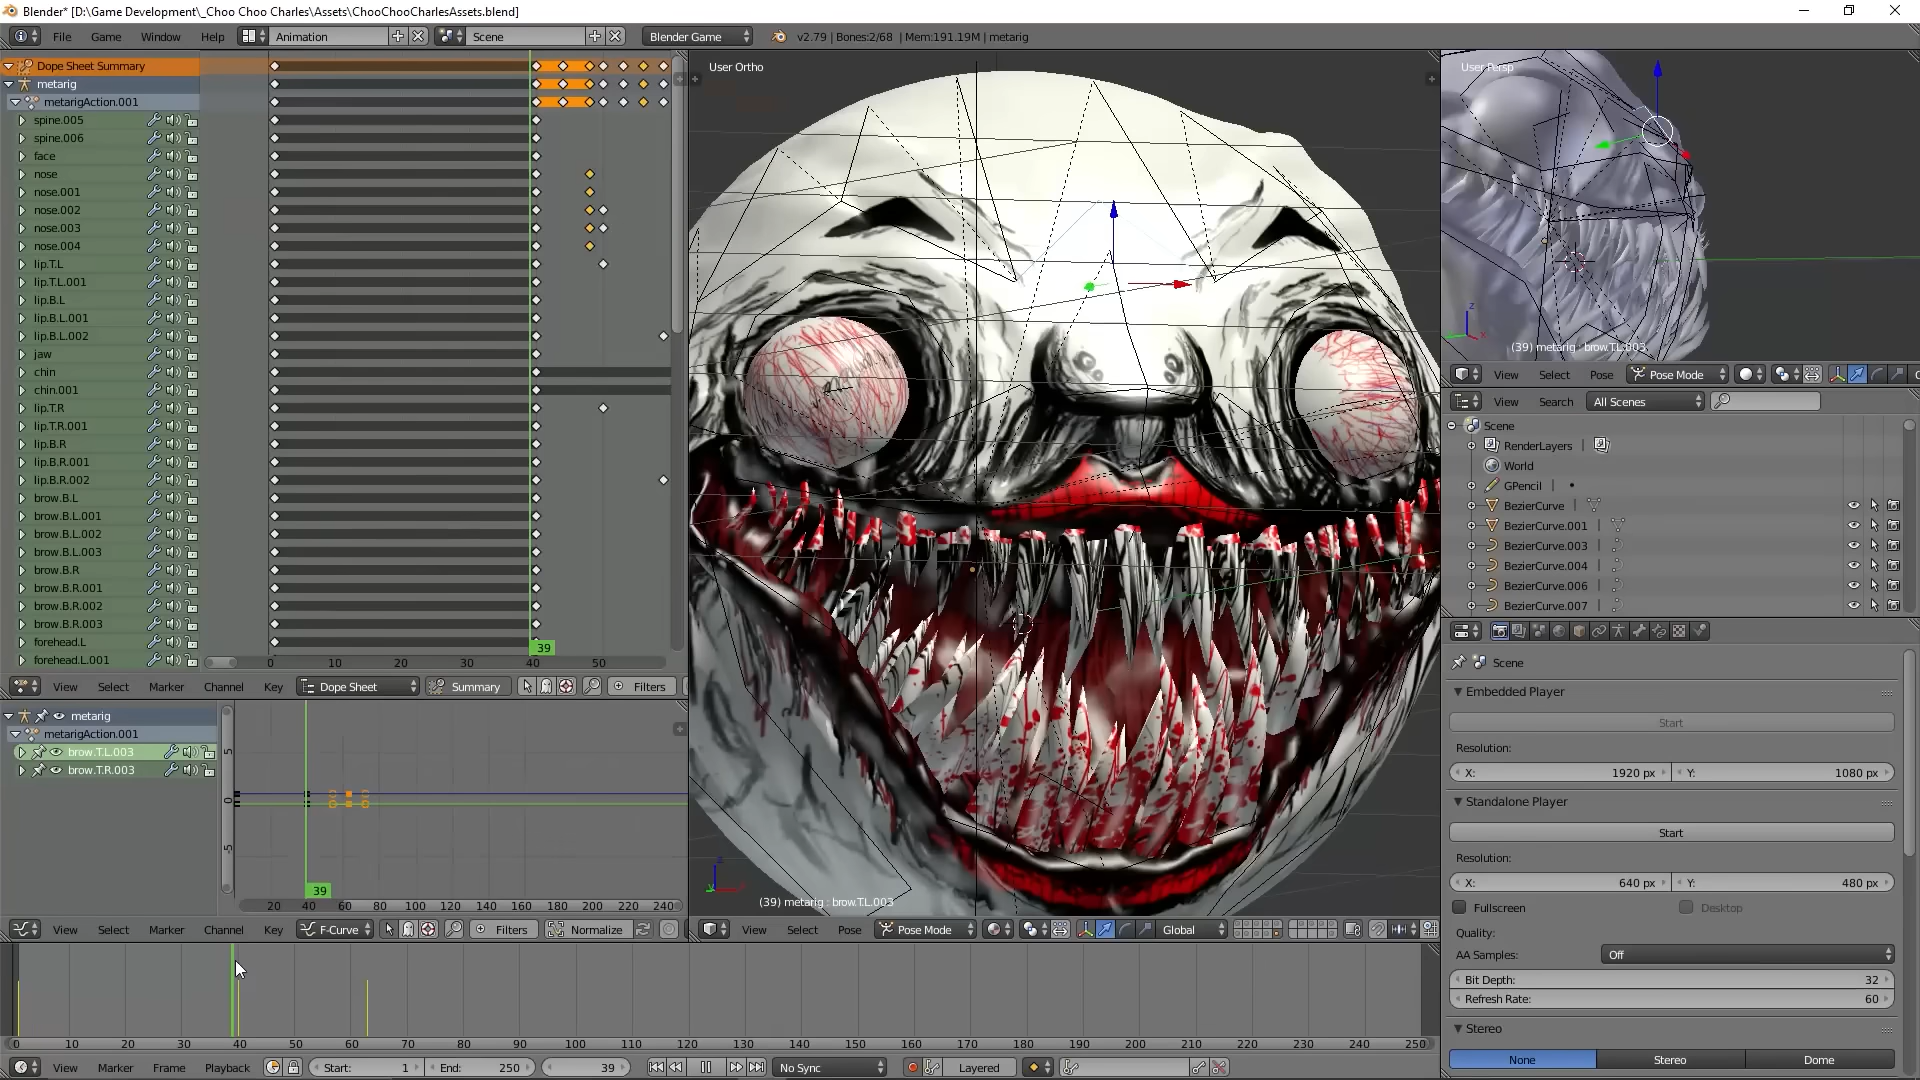 Blender* [D:\Game Development\_Choo Choo Charles\Assets\ChooChooCharlesAssets.blend]
File Game Window Help Animation Scene Blender Game v2.79 | Bones:2/68 | Mem:191.19M | metarig
Dope Sheet Summary
metarig
metarigAction.001
spine.005
spine.006
face
nose
nose.001
nose.002
nose.003
nose.004
lip.T.L
lip.T.L.001
lip.B.L
lip.B.L.001
lip.B.L.002
jaw
chin
chin.001
lip.T.R
lip.T.R.001
lip.B.R
lip.B.R.001
lip.B.R.002
brow.B.L
brow.B.L.001
brow.B.L.002
brow.B.L.003
brow.B.R
brow.B.R.001
brow.B.R.002
brow.B.R.003
forehead.L
forehead.L.001
39
0 10 20 30 40 50
View Select Marker Channel Key Dope Sheet Summary Filters
metarig
metarigAction.001
brow.T.L.003
brow.T.R.003
5
0
-5
39
20 40 60 80 100 120 140 160 180 200 220 240
View Select Marker Channel Key F-Curve Filters Normalize
User Ortho
(39) metarig : brow.T.L.003
View Select Pose Pose Mode Global
0 10 20 30 40 50 60 70 80 90 100 110 120 130 140 150 160 170 180 190 200 210 220 230 240 250
View Marker Frame Playback Start: 1 End: 250 39 No Sync Layered
User Persp
(39) metarig : brow.T.L.003
View Select Pose Pose Mode
View Search All Scenes
Scene
RenderLayers
World
GPencil
BezierCurve
BezierCurve.001
BezierCurve.003
BezierCurve.004
BezierCurve.006
BezierCurve.007
Scene
Embedded Player
Start
Resolution:
X: 1920 px Y: 1080 px
Standalone Player
Start
Resolution:
X: 640 px Y: 480 px
Fullscreen Desktop
Quality:
AA Samples: Off
Bit Depth: 32
Refresh Rate: 60
Stereo
None Stereo Dome